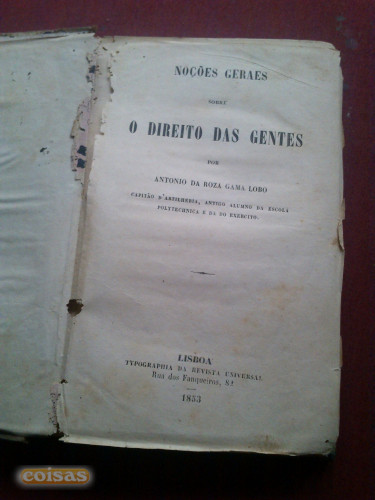 NOÇÕES GERAES
SOBRE
O DIREITO DAS GENTES
POR
ANTONIO DA ROZA GAMA LOBO
CAPITÃO D'ARTILHERIA, ANTIGO ALUMNO DA ESCOLA
POLYTECHNICA E DA DO EXERCITO.
LISBOA
TYPOGRAPHIA DA REVISTA UNIVERSAL
Rua dos Fanqueiros,
1853
coisas